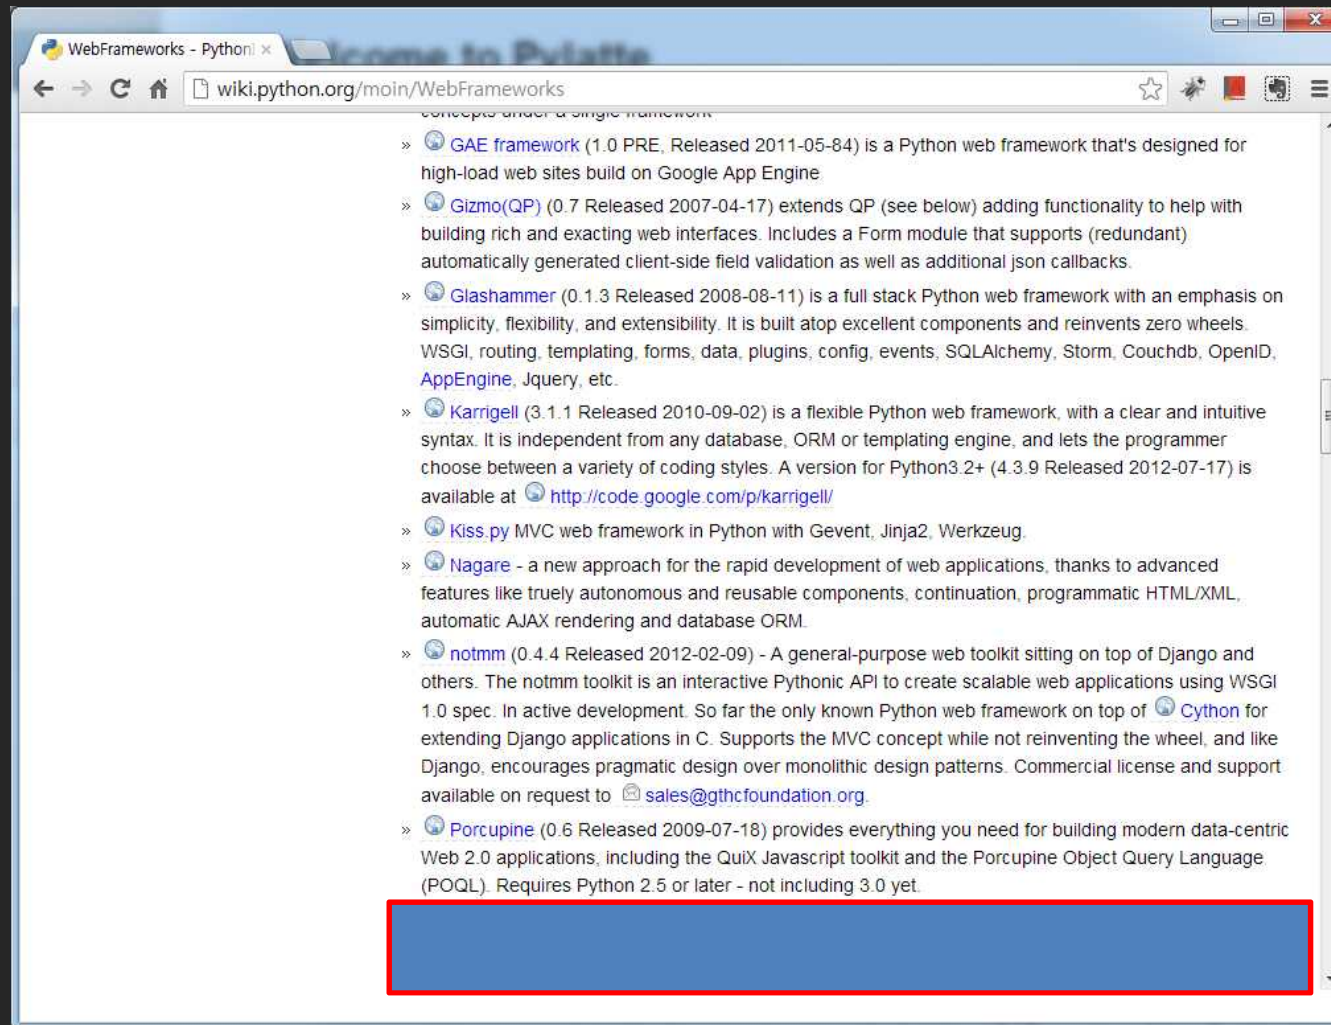 Welcome to Pylatte
WebFrameworks - Python
wiki.python.org/moin/WebFrameworks
concepts under a single framework
» GAE framework (1.0 PRE, Released 2011-05-84) is a Python web framework that's designed for
high-load web sites build on Google App Engine
» Gizmo(QP) (0.7 Released 2007-04-17) extends QP (see below) adding functionality to help with
building rich and exacting web interfaces. Includes a Form module that supports (redundant)
automatically generated client-side field validation as well as additional json callbacks.
» Glashammer (0.1.3 Released 2008-08-11) is a full stack Python web framework with an emphasis on
simplicity, flexibility, and extensibility. It is built atop excellent components and reinvents zero wheels.
WSGI, routing, templating, forms, data, plugins, config, events, SQLAlchemy, Storm, Couchdb, OpenID,
AppEngine, Jquery, etc.
» Karrigell (3.1.1 Released 2010-09-02) is a flexible Python web framework, with a clear and intuitive
syntax. It is independent from any database, ORM or templating engine, and lets the programmer
choose between a variety of coding styles. A version for Python3.2+ (4.3.9 Released 2012-07-17) is
available at http://code.google.com/p/karrigell/
» Kiss.py MVC web framework in Python with Gevent, Jinja2, Werkzeug.
» Nagare - a new approach for the rapid development of web applications, thanks to advanced
features like truely autonomous and reusable components, continuation, programmatic HTML/XML,
automatic AJAX rendering and database ORM.
» notmm (0.4.4 Released 2012-02-09) - A general-purpose web toolkit sitting on top of Django and
others. The notmm toolkit is an interactive Pythonic API to create scalable web applications using WSGI
1.0 spec. In active development. So far the only known Python web framework on top of Cython for
extending Django applications in C. Supports the MVC concept while not reinventing the wheel, and like
Django, encourages pragmatic design over monolithic design patterns. Commercial license and support
available on request to sales@gthcfoundation.org.
» Porcupine (0.6 Released 2009-07-18) provides everything you need for building modern data-centric
Web 2.0 applications, including the QuiX Javascript toolkit and the Porcupine Object Query Language
(POQL). Requires Python 2.5 or later - not including 3.0 yet.